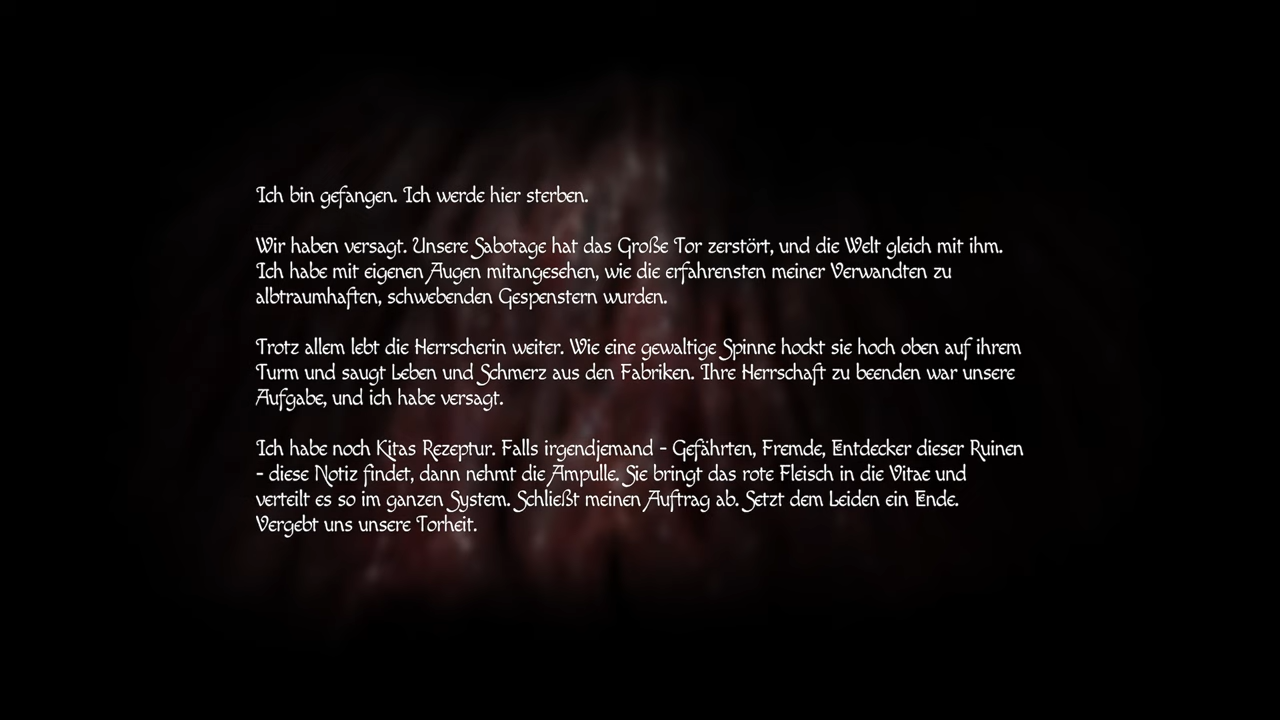 Ich bin gefangen. Ich werde hier sterben.
Wir haben versagt. Unsere Sabotage hat das Große Tor zerstört, und die Welt gleich mit ihm.
Ich habe mit eigenen Augen mitangesehen, wie die erfahrensten meiner Verwandten zu
albtraumhaften, schwebenden Gespenstern wurden.
Trotz allem lebt die Herrscherin weiter. Wie eine gewaltige Spinne hockt sie hoch oben auf ihrem
Turm und saugt Leben und Schmerz aus den Fabriken. Ihre Herrschaft zu beenden war unsere
Aufgabe, und ich habe versagt.
Ich habe noch Kitas Rezeptur. Falls irgendjemand - Gefährten, Fremde, Entdecker dieser Ruinen
- diese Notiz findet, dann nehmt die Ampulle. Sie bringt das rote Fleisch in die Vitae und
verteilt es so im ganzen System. Schließt meinen Auftrag ab. Setzt dem Leiden ein Ende.
Vergebt uns unsere Torheit.